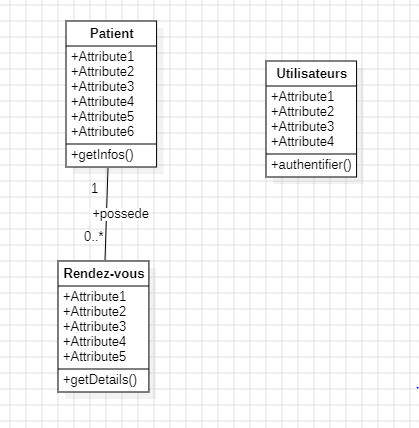 Patient
+Attribute1
+Attribute2
+Attribute3
+Attribute4
+Attribute5
+Attribute6
+getInfos()
Utilisateurs
+Attribute1
+Attribute2
+Attribute3
+Attribute4
+authentifier()
1
+possede
0..*
Rendez-vous
+Attribute1
+Attribute2
+Attribute3
+Attribute4
+Attribute5
+getDetails()